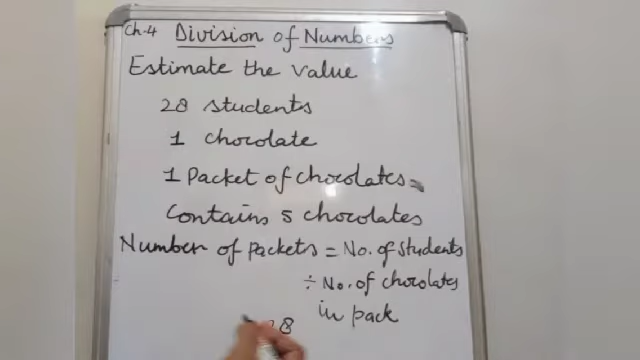 Ch-4 Division of Numbers
Estimate the value
28 students
1 chocolate
1 Packet of chocolates
Contains 5 chocolates
Number of packets = No. of students
÷ No. of chocolates
in pack
28